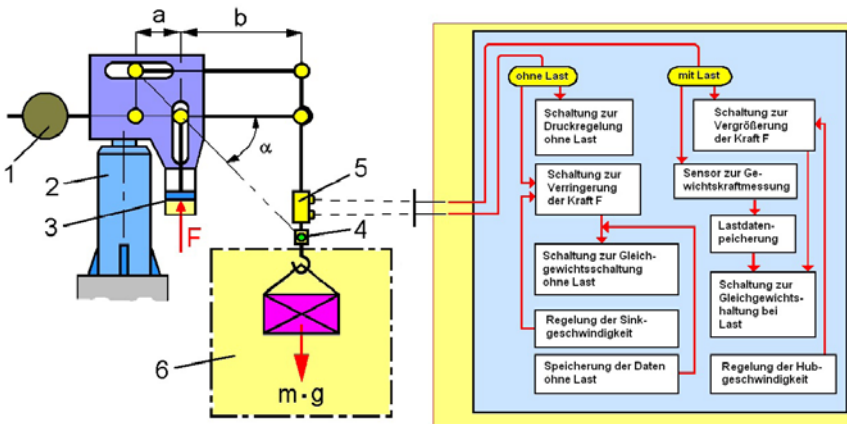 a
b
1
2
3
F
α
5
4
6
m·g
ohne Last
mit Last
Schaltung zur
Druckregelung
ohne Last
Schaltung zur
Verringerung
der Kraft F
Schaltung zur Gleich-
gewichtsschaltung
ohne Last
Regelung der Sink-
geschwindigkeit
Speicherung der Daten
ohne Last
Schaltung zur
Vergrößerung
der Kraft F
Sensor zur Ge-
wichtskraftmessung
Lastdaten-
peicherung
Schaltung zur
Gleichgewichts-
haltung bei
Last
Regelung der Hub-
geschwindigkeit